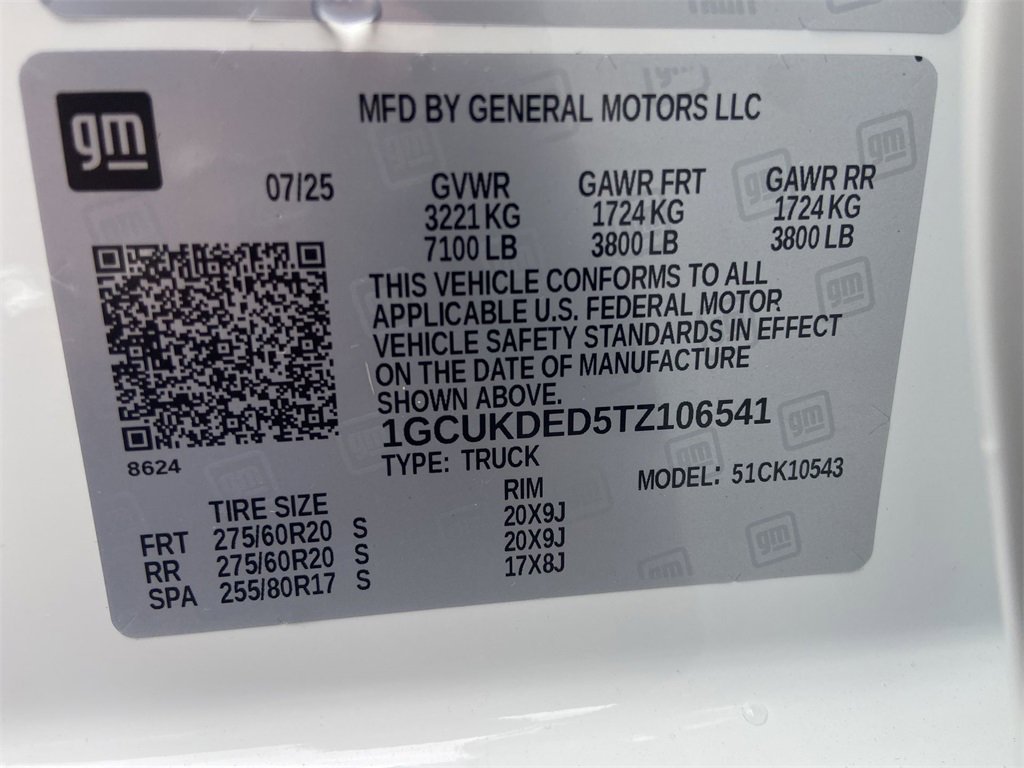 gm
MFD BY GENERAL MOTORS LLC
07/25 GVWR GAWR FRT GAWR RR
3221 KG 1724 KG 1724 KG
7100 LB 3800 LB 3800 LB
THIS VEHICLE CONFORMS TO ALL
APPLICABLE U.S. FEDERAL MOTOR
VEHICLE SAFETY STANDARDS IN EFFECT
ON THE DATE OF MANUFACTURE
SHOWN ABOVE.
1GCUKDED5TZ106541
8624
TYPE: TRUCK MODEL: 51CK10543
TIRE SIZE RIM
FRT 275/60R20 S 20X9J
RR 275/60R20 S 20X9J
SPA 255/80R17 S 17X8J